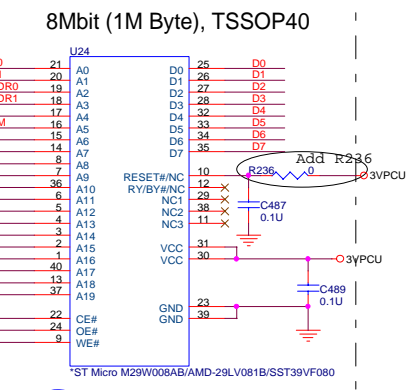 8Mbit (1M Byte), TSSOP40
U24
21 A0 D0 25 D0
20 A1 D1 26 D1
DR0 19 A2 D2 27 D2
DR1 18 A3 D3 28 D3
17 A4 D4 32 D4
M 16 A5 D5 33 D5
15 A6 D6 34 D6
14 A7 D7 35 D7
8 A8
Add R236
7 A9 RESET#/NC 10 R236 0 3VPCU
36 A10 RY/BY#/NC 12
6 A11 NC1 29
5 A12 NC2 38 C487
4 A13 NC3 11 0.1U
3 A14
2 A15 VCC 31
1 A16 VCC 30 3VPCU
40 A17
13 A18
37 A19 C489
GND 23 0.1U
22 CE# GND 39
24 OE#
9 WE#
*ST Micro M29W008AB/AMD-29LV081B/SST39VF080